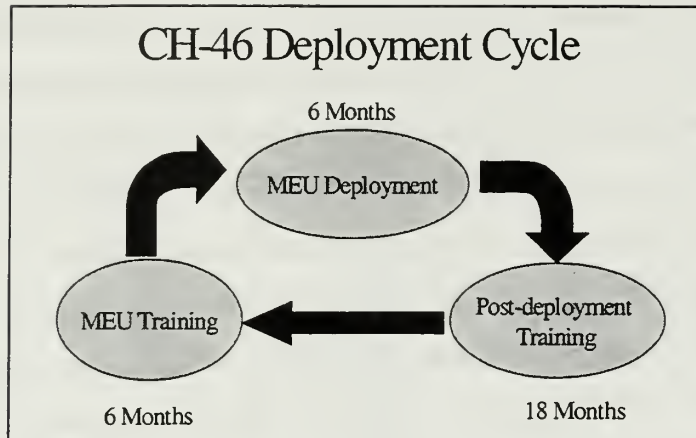 CH-46 Deployment Cycle
6 Months
MEU Deployment
MEU Training
Post-deployment
Training
6 Months
18 Months